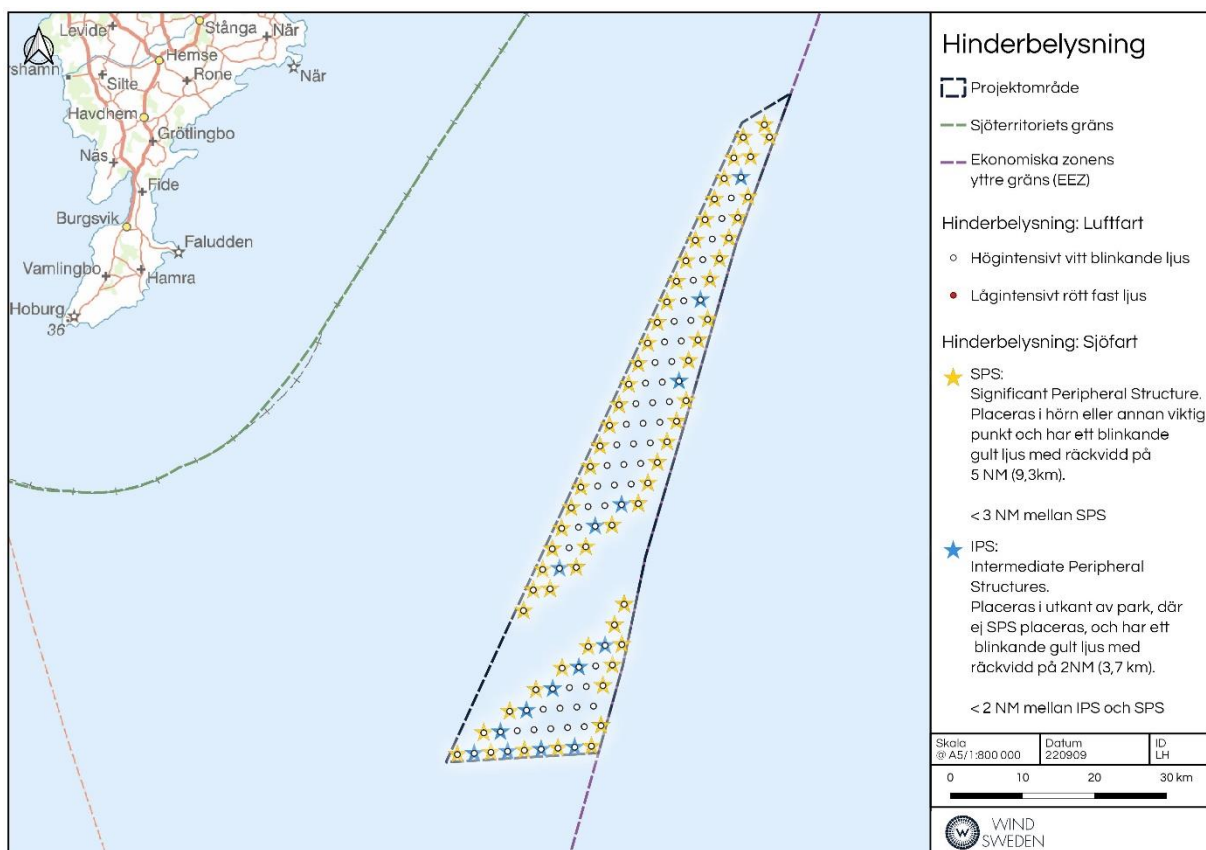 Levide
Stånga
När
Hemse
rshamn
Silte
Rone
När
Havdhem
Grötlingbo
Näs
Fide
Burgsvik
Faludden
Vamlingbo
Hamra
Hoburg
36
Hinderbelysning
Projektområde
Sjöterritoriets gräns
Ekonomiska zonens
yttre gräns (EEZ)
Hinderbelysning: Luftfart
Högintensivt vitt blinkande ljus
Lågintensivt rött fast ljus
Hinderbelysning: Sjöfart
SPS:
Significant Peripheral Structure.
Placeras i hörn eller annan viktig
punkt och har ett blinkande
gult ljus med räckvidd på
5 NM (9,3km).
< 3 NM mellan SPS
IPS:
Intermediate Peripheral
Structures.
Placeras i utkant av park, där
ej SPS placeras, och har ett
blinkande gult ljus med
räckvidd på 2NM (3,7 km).
< 2 NM mellan IPS och SPS
Skala
@ A5/1:800 000
Datum
220909
ID
LH
0 10 20 30 km
W
WIND
SWEDEN